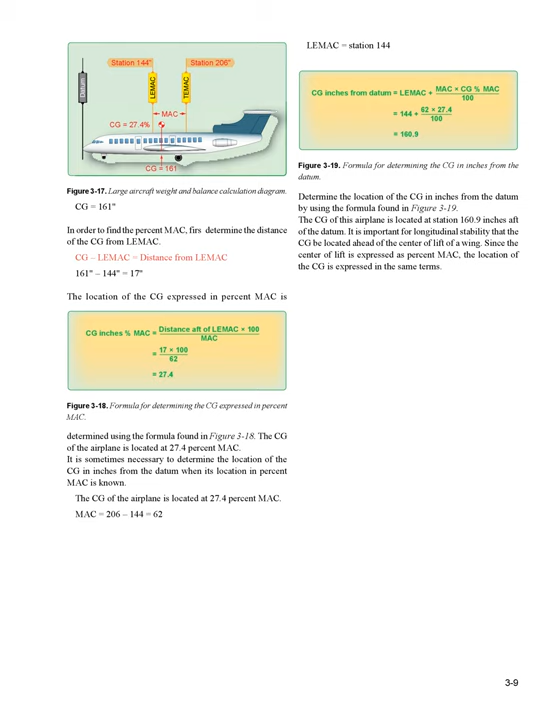 Station 144"
Station 206"
Datum
LEMAC
TEMAC
MAC
CG = 27.4%
CG = 161
Figure 3-17. Large aircraft weight and balance calculation diagram.
CG = 161"
In order to find the percent MAC, firs determine the distance
of the CG from LEMAC.
CG – LEMAC = Distance from LEMAC
161" – 144" = 17"
The location of the CG expressed in percent MAC is
CG inches % MAC = Distance aft of LEMAC × 100
MAC
= 17 × 100
62
= 27.4
Figure 3-18. Formula for determining the CG expressed in percent
MAC.
determined using the formula found in Figure 3-18. The CG
of the airplane is located at 27.4 percent MAC.
It is sometimes necessary to determine the location of the
CG in inches from the datum when its location in percent
MAC is known.
The CG of the airplane is located at 27.4 percent MAC.
MAC = 206 – 144 = 62
LEMAC = station 144
CG inches from datum = LEMAC + MAC × CG % MAC
100
= 144 + 62 × 27.4
100
= 160.9
Figure 3-19. Formula for determining the CG in inches from the
datum.
Determine the location of the CG in inches from the datum
by using the formula found in Figure 3-19.
The CG of this airplane is located at station 160.9 inches aft
of the datum. It is important for longitudinal stability that the
CG be located ahead of the center of lift of a wing. Since the
center of lift is expressed as percent MAC, the location of
the CG is expressed in the same terms.
3-9